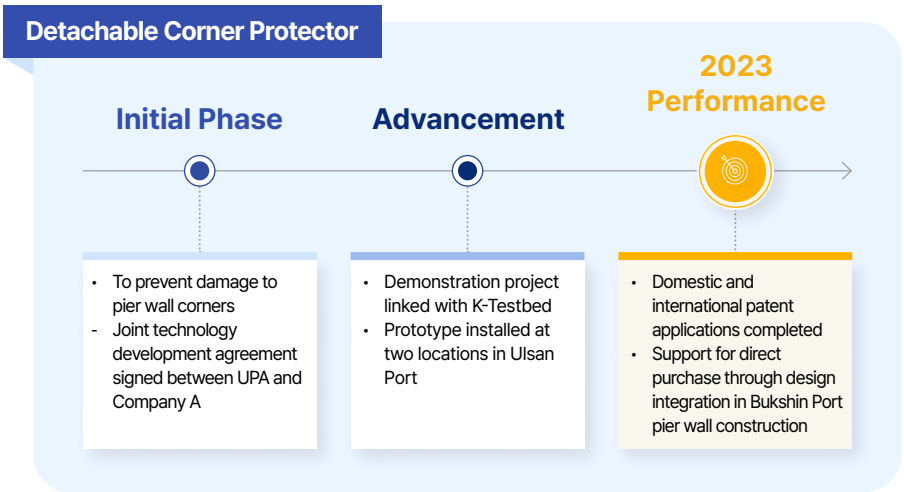 Detachable Corner Protector
Initial Phase
Advancement
2023
Performance
• To prevent damage to
pier wall corners
- Joint technology
development agreement
signed between UPA and
Company A
• Demonstration project
linked with K-Testbed
• Prototype installed at
two locations in Ulsan
Port
• Domestic and
international patent
applications completed
• Support for direct
purchase through design
integration in Bukshin Port
pier wall construction